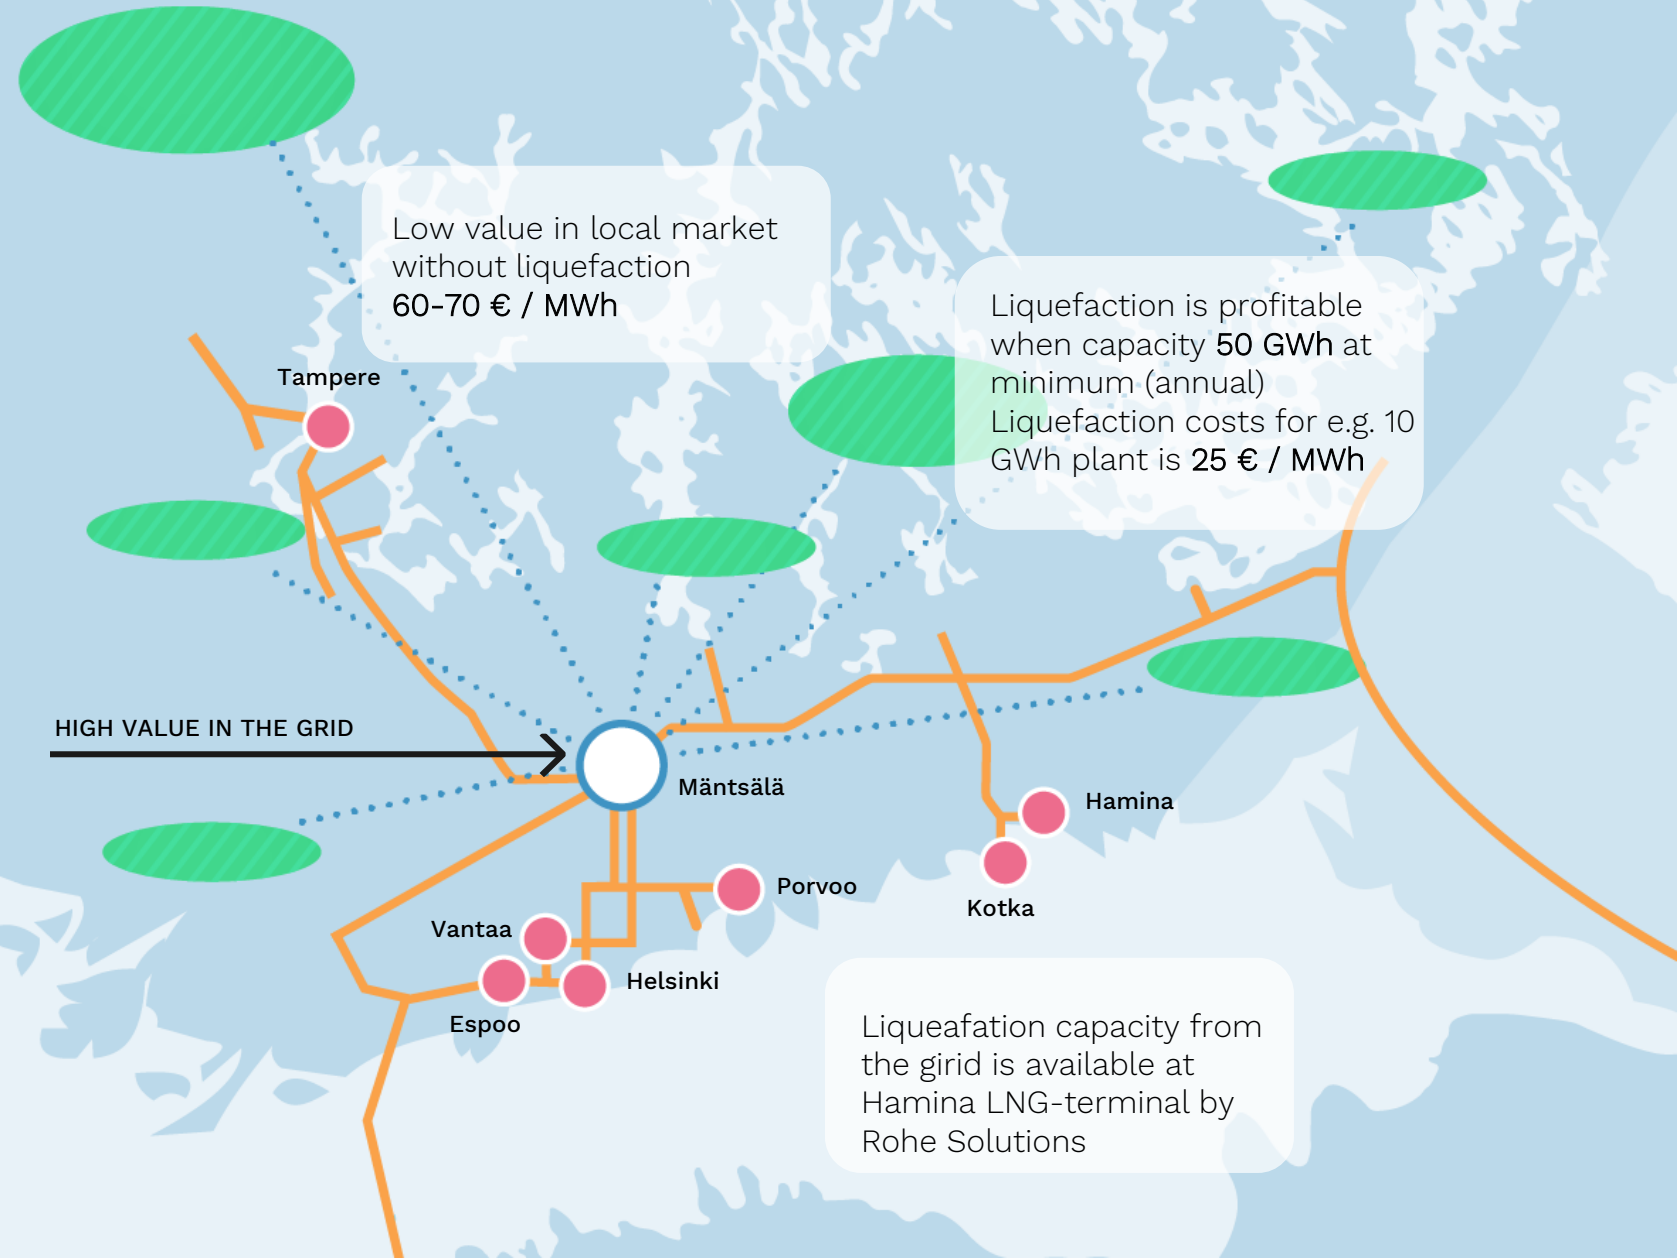 Low value in local market
without liquefaction
60-70 € / MWh
Liquefaction is profitable
when capacity 50 GWh at
minimum (annual)
Liquefaction costs for e.g. 10
GWh plant is 25 € / MWh
Tampere
HIGH VALUE IN THE GRID
Mäntsälä
Hamina
Porvoo
Kotka
Vantaa
Helsinki
Espoo
Liqueafation capacity from
the girid is available at
Hamina LNG-terminal by
Rohe Solutions